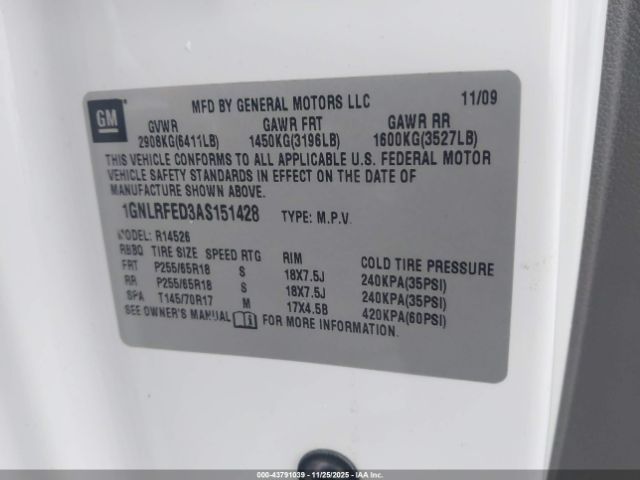 GM
MFD BY GENERAL MOTORS LLC 11/09
GVWR GAWR FRT GAWR RR
2908KG(6411LB) 1450KG(3196LB) 1600KG(3527LB)
THIS VEHICLE CONFORMS TO ALL APPLICABLE U.S. FEDERAL MOTOR
VEHICLE SAFETY STANDARDS IN EFFECT ON THE DATE OF
MANUFACTURE SHOWN ABOVE.
1GNLRFED3AS151428 TYPE: M.P.V.
MODEL: R14526
RBBQ TIRE SIZE SPEED RTG RIM COLD TIRE PRESSURE
FRT P255/65R18 S 18X7.5J 240KPA(35PSI)
RR P255/65R18 S 18X7.5J 240KPA(35PSI)
SPA T145/70R17 M 17X4.5B 420KPA(60PSI)
SEE OWNER'S MANUAL FOR MORE INFORMATION.
000-43791039 - 11/25/2025 - IAAI.COM